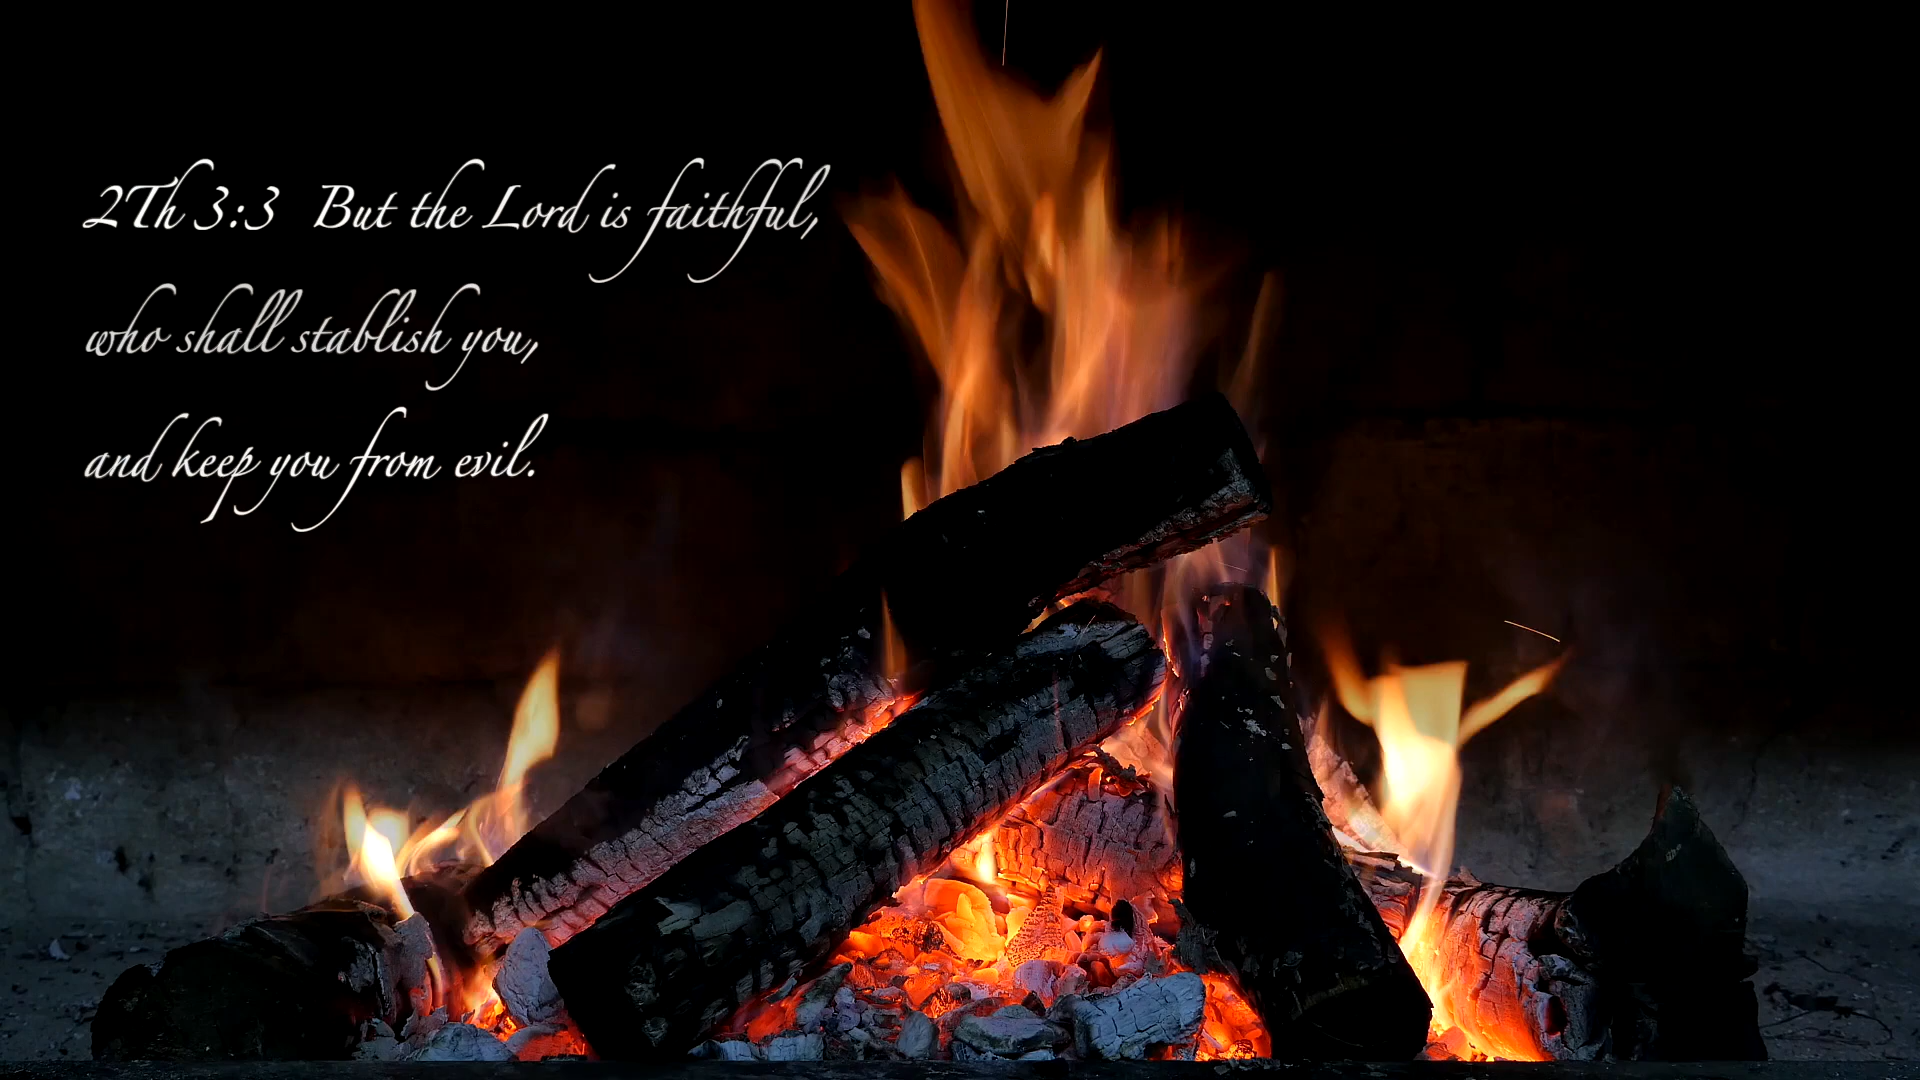 2Th 3:3 But the Lord is faithful,
who shall stablish you,
and keep you from evil.